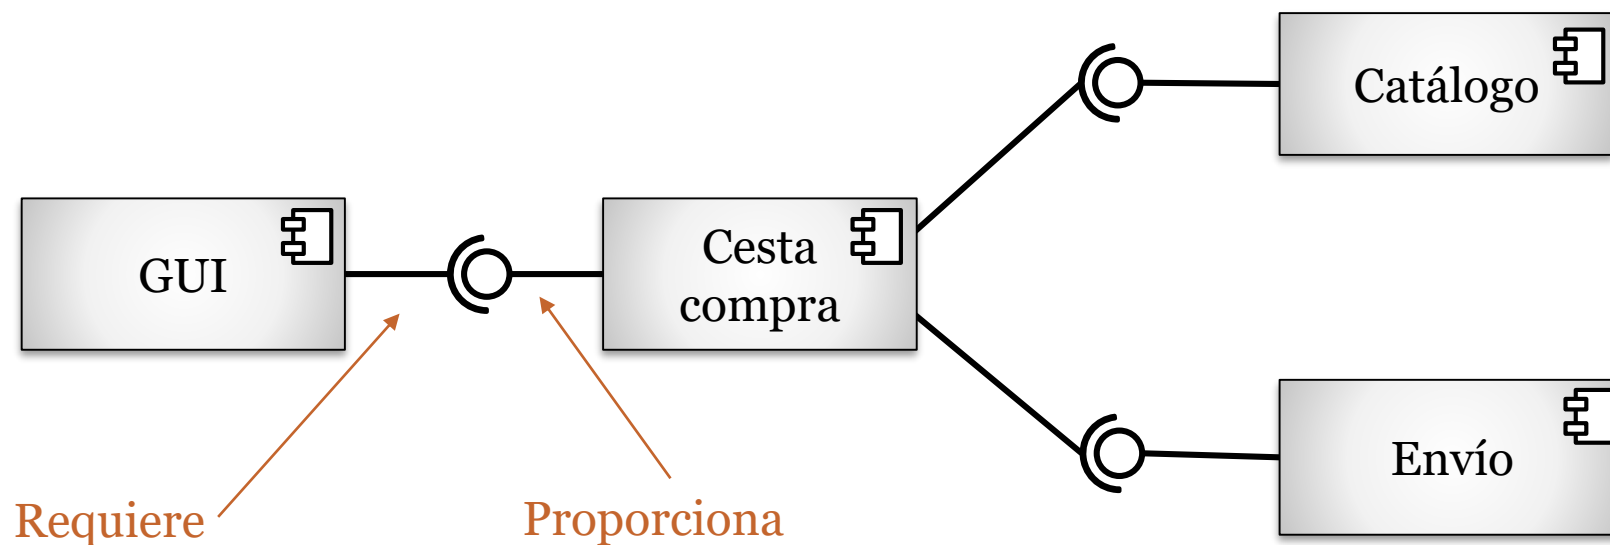 Catálogo
GUI
Cesta
compra
Envío
Requiere
Proporciona